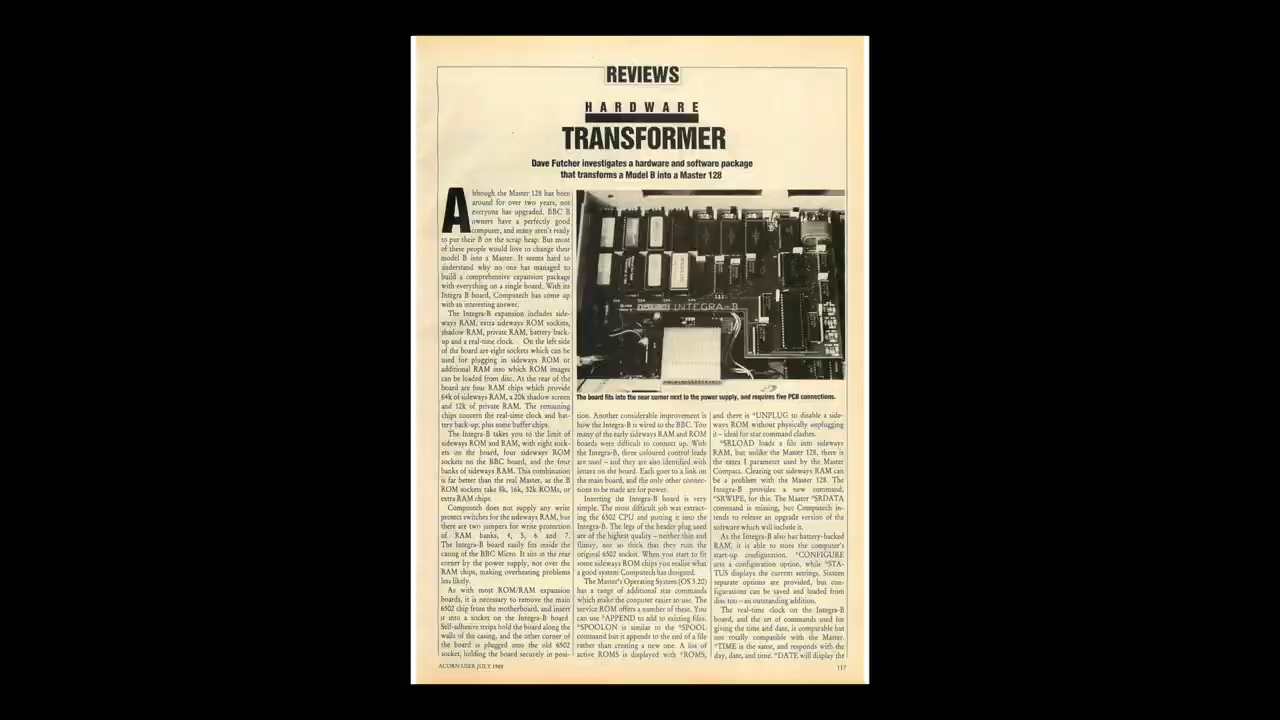 REVIEWS
HARDWARE
TRANSFORMER
Dave Futcher investigates a hardware and software package
that transforms a Model B into a Master 128
Although the Master 128 has been
around for over two years, not
everyone has upgraded. BBC B
owners have a perfectly good
computer, and many aren't ready
to put their B on the scrap heap. But most
of these people would love to change their
model B into a Master. It seems hard to
understand why no one has managed to
build a comprehensive expansion package
with everything on a single board. With its
Integra B board, Computech has come up
with an interesting answer.
The Integra-B expansion includes side-
ways RAM, extra sideways ROM sockets,
shadow RAM, private RAM, battery back-
up and a real-time clock. On the left side
of the board are eight sockets which can be
used for plugging in sideways ROM or
additional RAM into which ROM images
can be loaded from disc. At the rear of the
board are four RAM chips which provide
64k of sideways RAM, a 20k shadow screen
and 12k of private RAM. The remaining
chips concern the real-time clock and bat-
tery back-up, plus some buffer chips.
The Integra-B takes you to the limit of
sideways ROM and RAM, with eight sock-
ets on the board, four sideways ROM
sockets on the BBC board, and the four
banks of sideways RAM. This combination
is far better than the real Master, as the B
ROM sockets take 8k, 16k, 32k ROMs, or
extra RAM chips.
Computech does not supply any write
protect switches for the sideways RAM, but
there are two jumpers for write protection
of RAM banks, 4, 5, 6 and 7.
The Integra-B board easily fits inside the
casing of the BBC Micro. It sits in the rear
corner by the power supply, not over the
RAM chips, making overheating problems
less likely.
As with most ROM/RAM expansion
boards, it is necessary to remove the main
6502 chip from the motherboard, and insert
it into a socket on the Integra-B board.
Self-adhesive strips hold the board along the
walls of the casing, and the other corner of
the board is plugged into the old 6502
socket, holding the board securely in posi-
INTEGRA-B
The board fits into the rear corner next to the power supply, and requires five PCB connections.
tion. Another considerable improvement is
how the Integra-B is wired to the BBC. Too
many of the early sideways RAM and ROM
boards were difficult to connect up. With
the Integra-B, three coloured control leads
are used – and they are also identified with
letters on the board. Each goes to a link on
the main board, and the only other connec-
tions to be made are for power.
Inserting the Integra-B board is very
simple. The most difficult job was extract-
ing the 6502 CPU and putting it into the
Integra-B. The legs of the header plug used
are of the highest quality – neither thin and
flimsy, nor so thick that they ruin the
original 6502 socket. When you start to fit
some sideways ROM chips you realise what
a good system Computech has designed.
The Master's Operating System (OS 3.20)
has a range of additional star commands
which make the computer easier to use. The
service ROM offers a number of these. You
can use *APPEND to add to existing files.
*SPOOLON is similar to the *SPOOL
command but it appends to the end of a file
rather than creating a new one. A list of
active ROMS is displayed with *ROMS,
and there is *UNPLUG to disable a side-
ways ROM without physically unplugging
it – ideal for star command clashes.
*SRLOAD loads a file into sideways
RAM, but unlike the Master 128, there is
the extra I parameter used by the Master
Compact. Clearing out sideways RAM can
be a problem with the Master 128. The
Integra-B provides a new command,
*SRWIPE, for this. The Master *SRDATA
command is missing, but Computech in-
tends to release an upgrade version of the
software which will include it.
As the Integra-B also has battery-backed
RAM, it is able to store the computer's
start-up configuration. *CONFIGURE
sets a configuration option, while *STA-
TUS displays the current settings. Sixteen
separate options are provided, but con-
figurations can be saved and loaded from
disc too – an outstanding addition.
The real-time clock on the Integra-B
board, and the set of commands used for
giving the time and date, is comparable but
not totally compatible with the Master.
*TIME is the same, and responds with the
day, date, and time. *DATE will display the
ACORN USER JULY 1989
117